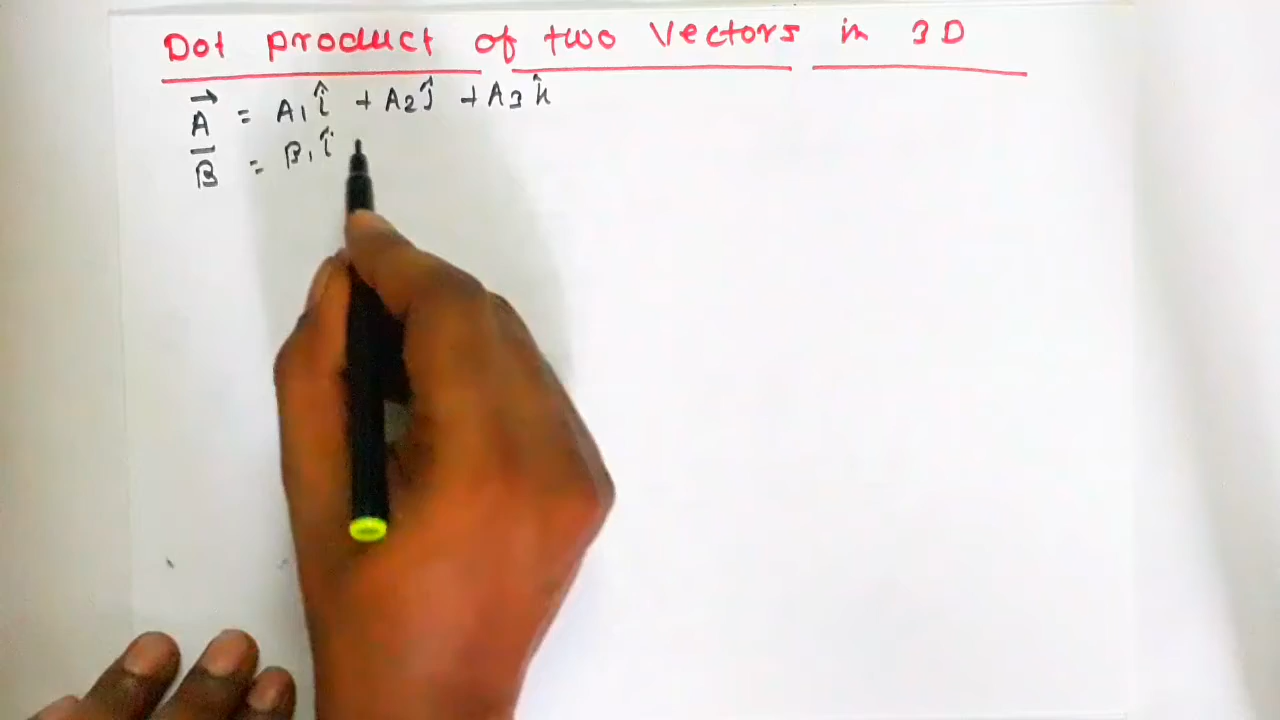 Dot product of two vectors in 3D
A⃗ = A₁î + A₂ĵ + A₃k̂
B̅ = B₁î